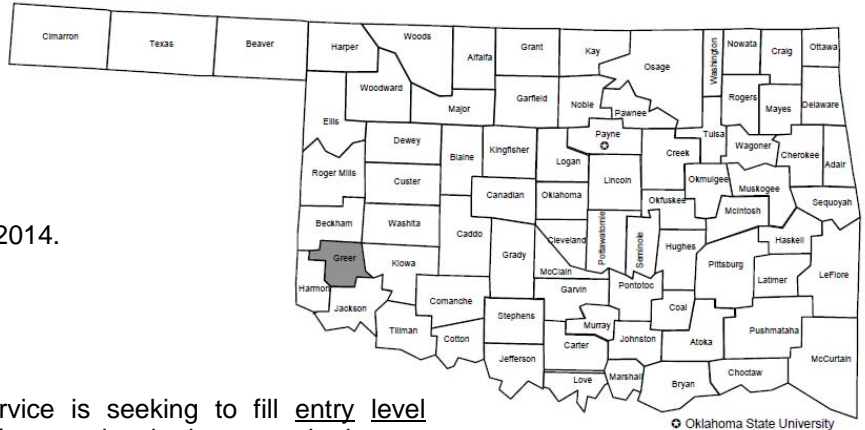 Cimarron Texas Beaver Harper Woods Alfalfa Grant Kay Osage Washington Nowata Craig Ottawa
Woodward Major Garfield Noble Pawnee Rogers Mayes Delaware
Ellis Dewey Blaine Kingfisher Logan Payne Creek Tulsa Wagoner Cherokee Adair
Roger Mills Custer Canadian Oklahoma Lincoln Okfuskee Okmulgee Muskogee Sequoyah
McIntosh
2014.
Beckham Washita Caddo Grady Cleveland Pottawatomie Seminole Hughes Pittsburg Haskell
Greer Kiowa McClain Latimer LeFlore
Harmon Jackson Comanche Garvin Pontotoc Coal
Tillman Cotton Stephens Murray Johnston Atoka Pushmataha
Jefferson Carter McCurtain
Love Marshall Bryan Choctaw
rvice is seeking to fill entry level
Oklahoma State University